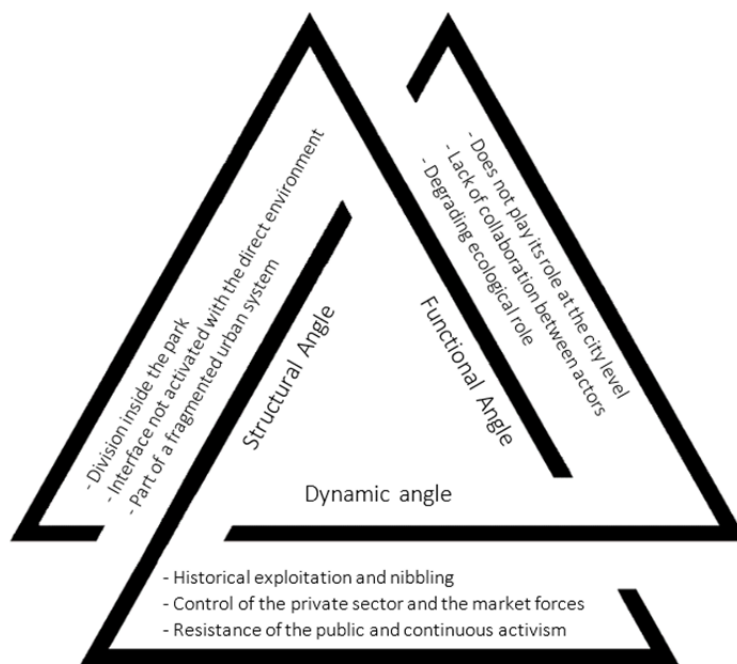 - Division inside the park
- Interface not activated with the direct environment
- Part of a fragmented urban system
Structural Angle
- Does not play its role at the city level
- Lack of collaboration between actors
- Degrading ecological role
Functional Angle
Dynamic angle
- Historical exploitation and nibbling
- Control of the private sector and the market forces
- Resistance of the public and continuous activism